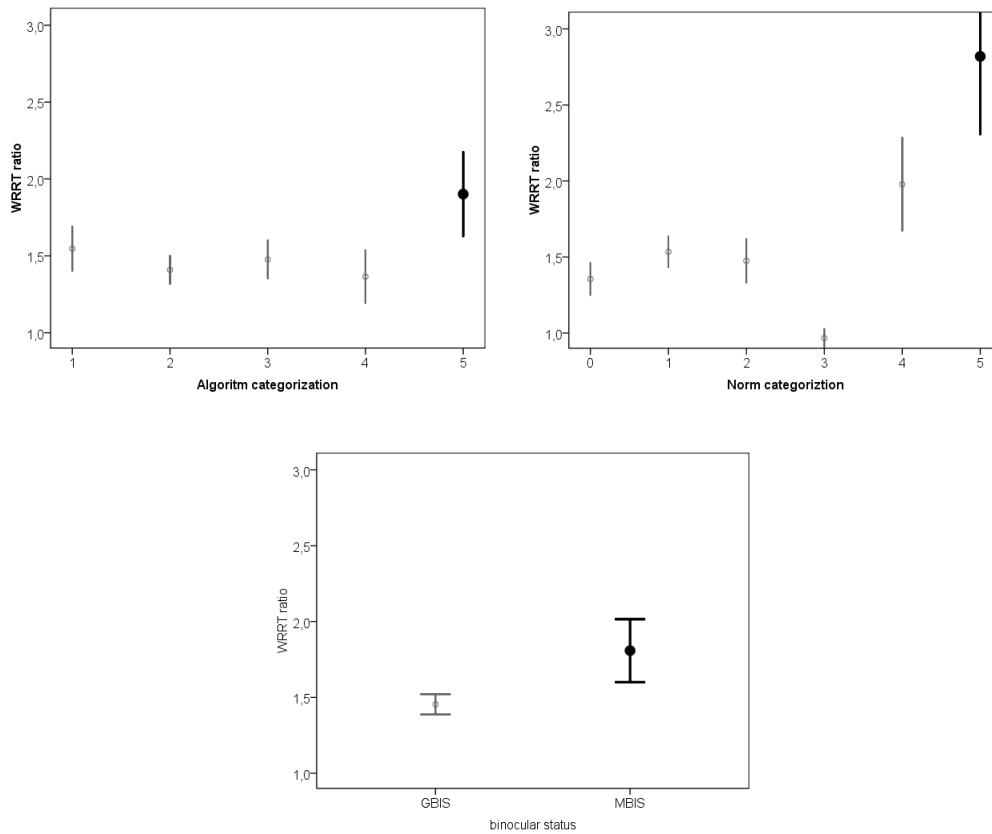 3,0
2,5
2,0
1,5
1,0
WRRT ratio
1 2 3 4 5
Algoritm categorization
3,0
2,5
2,0
1,5
1,0
WRRT ratio
0 1 2 3 4 5
Norm categoriztion
3,0
2,5
2,0
1,5
1,0
WRRT ratio
GBIS MBIS
binocular status